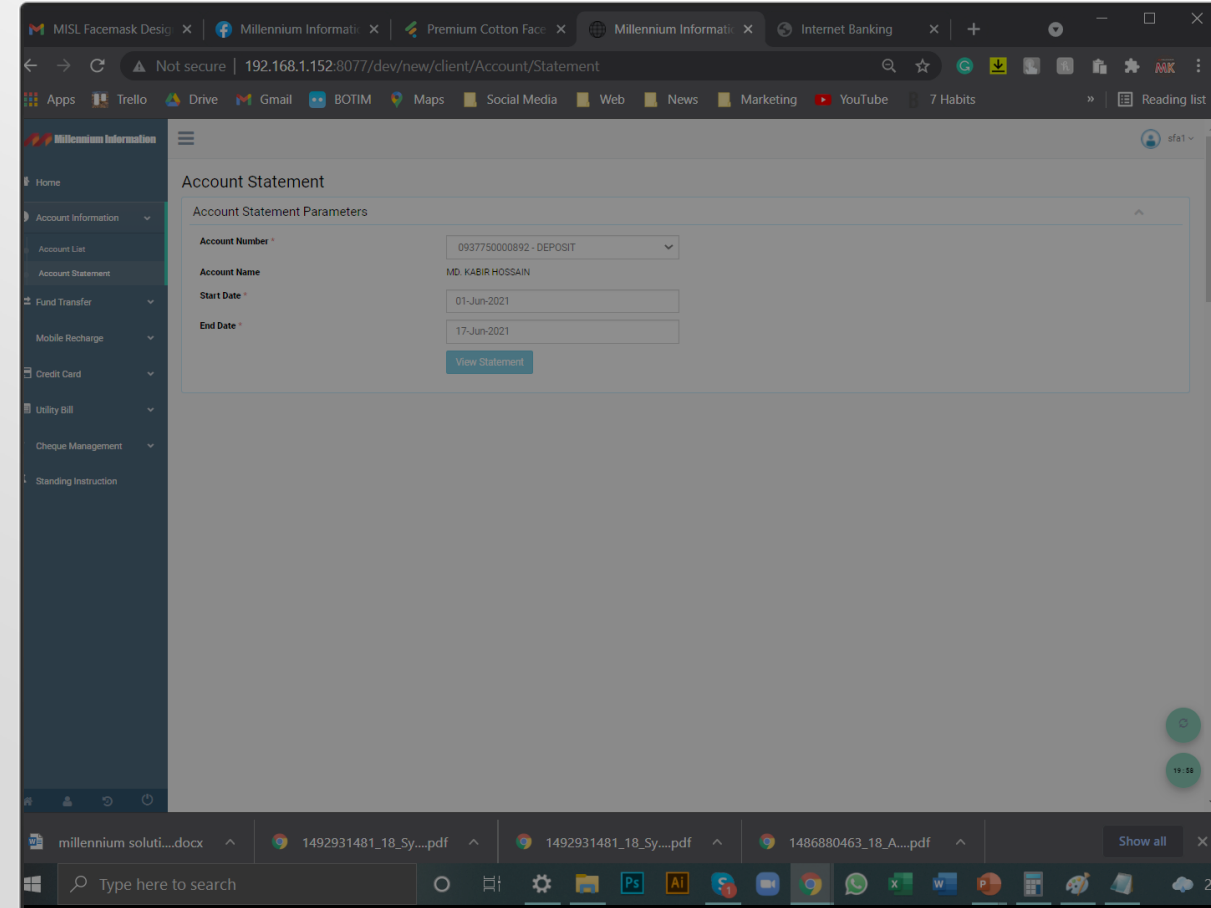 MISL Facemask Desig
Millennium Informatic
Premium Cotton Face
Millennium Informatic
Internet Banking
Not secure | 192.168.1.152:8077/dev/new/client/Account/Statement
Apps Trello Drive Gmail BOTIM Maps Social Media Web News Marketing YouTube 7 Habits » Reading list
Millennium Information
sfa1
Home
Account Information
Account List
Account Statement
Fund Transfer
Mobile Recharge
Credit Card
Utility Bill
Cheque Management
Standing Instruction
Account Statement
Account Statement Parameters
Account Number * 0937750000892 - DEPOSIT
Account Name MD. KABIR HOSSAIN
Start Date * 01-Jun-2021
End Date * 17-Jun-2021
View Statement
19:58
millennium soluti....docx 1492931481_18_Sy....pdf 1492931481_18_Sy....pdf 1486880463_18_A....pdf Show all
Type here to search
Ps Ai